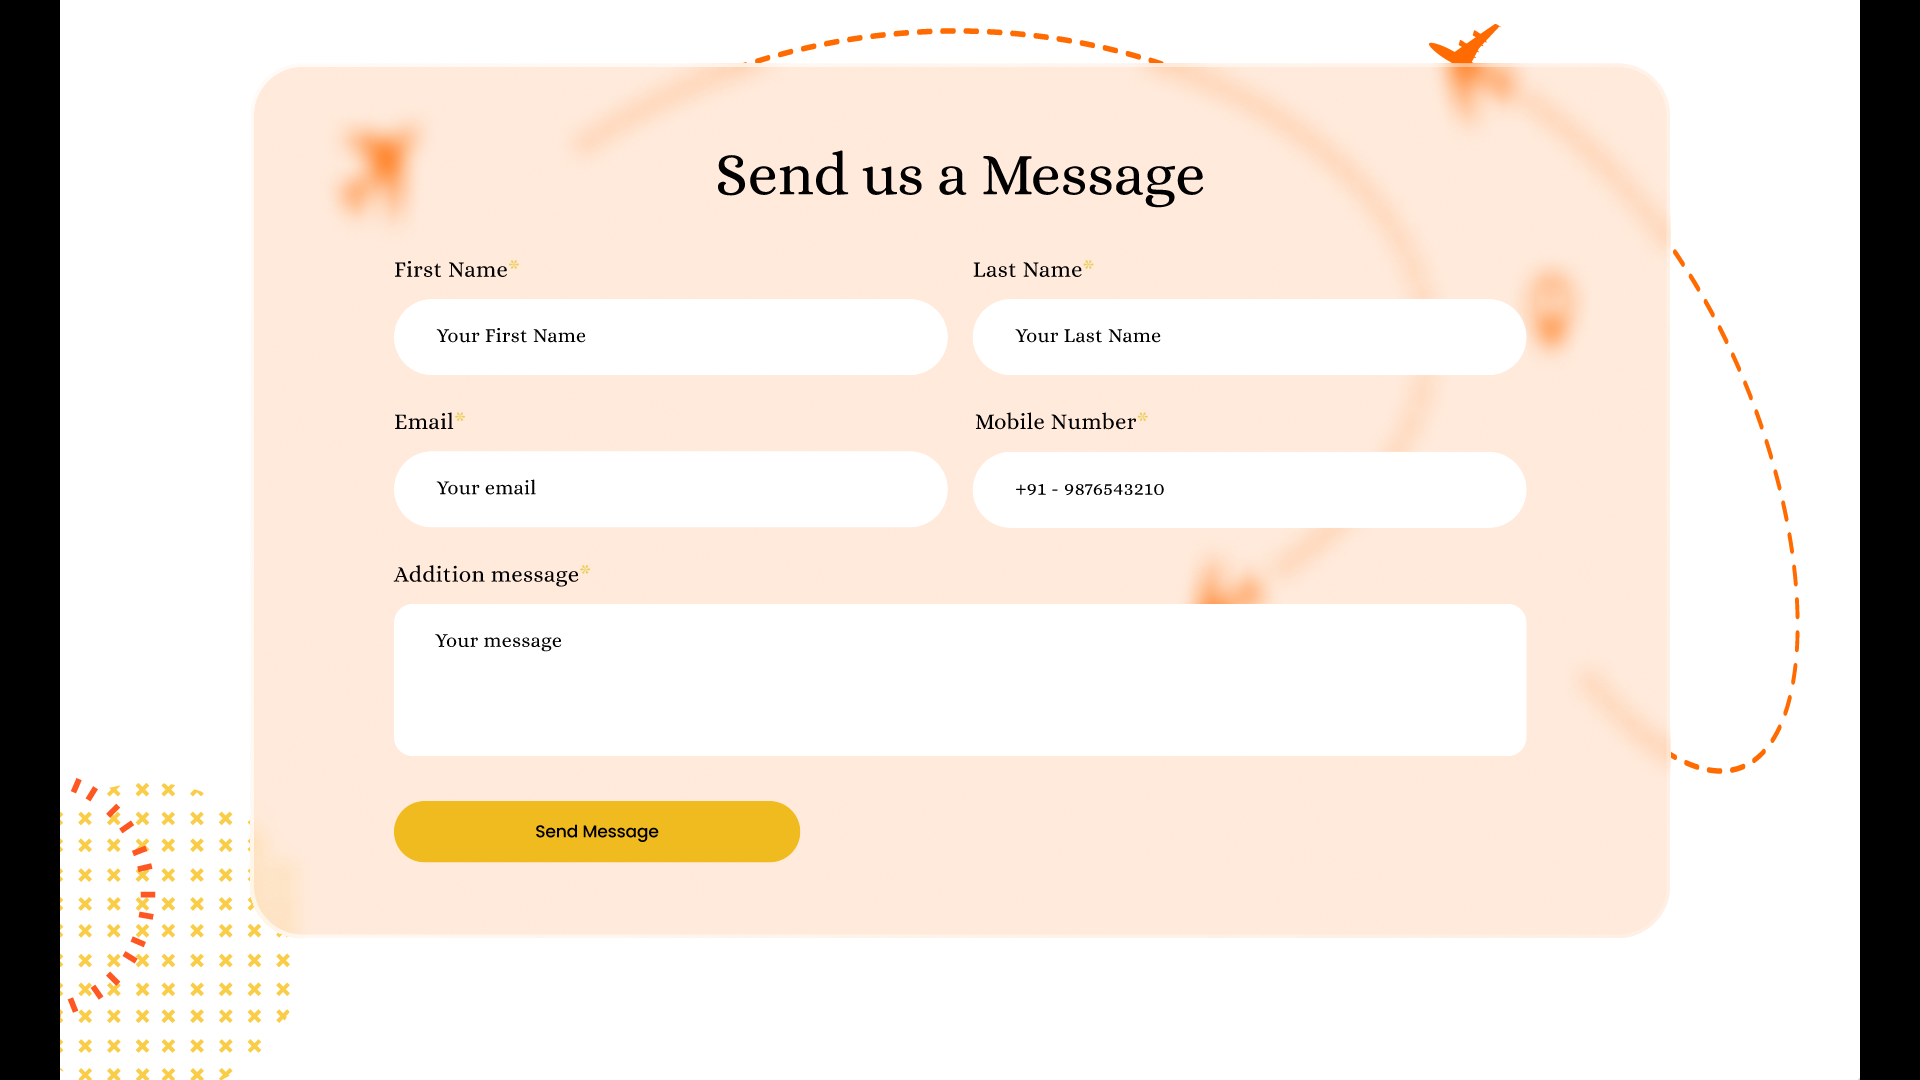 Send us a Message
First Name*
Last Name*
Your First Name
Your Last Name
Email*
Mobile Number*
Your email
+91 - 9876543210
Addition message*
Your message
Send Message